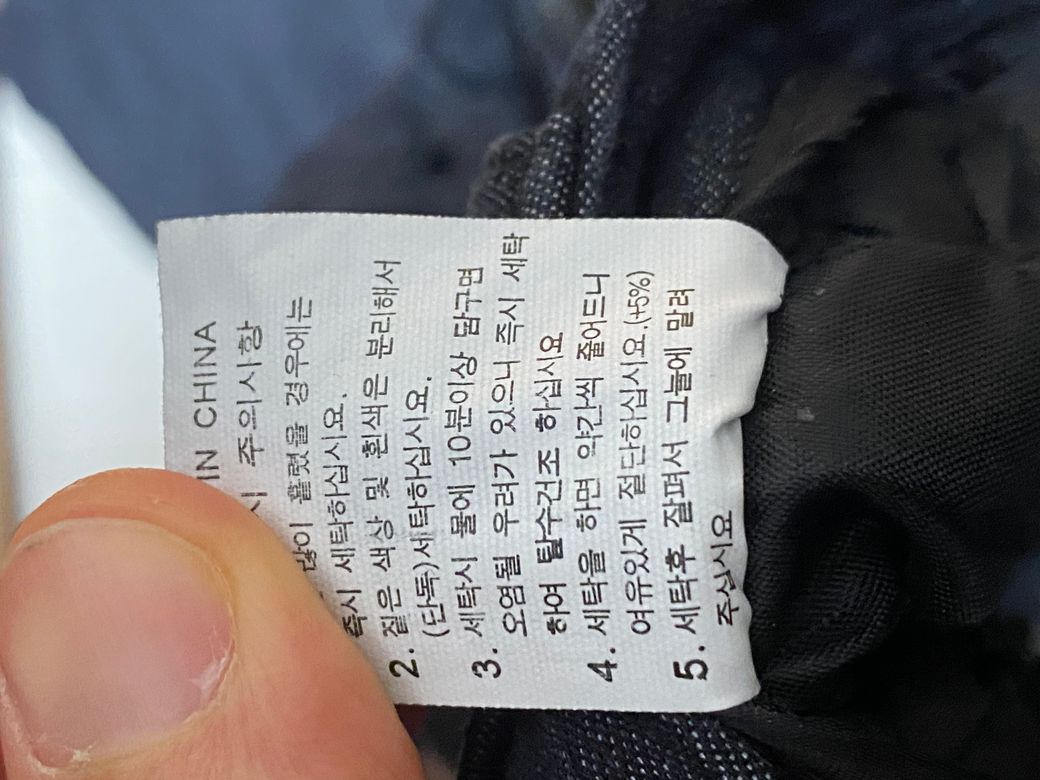 IN CHINA
주의사항
많이 흘렸을 경우에는
즉시 세탁하십시요.
2. 짙은 색상 및 흰색은 분리해서
(단독)세탁하십시요.
3. 세탁시 물에 10분이상 담구면
오염될 우려가 있으니 즉시 세탁
하여 탈수건조 하십시요
4. 세탁을 하면 약간씩 줄어드니
여유있게 절단하십시요.(+5%)
5. 세탁후 잘펴서 그늘에 말려
주십시요